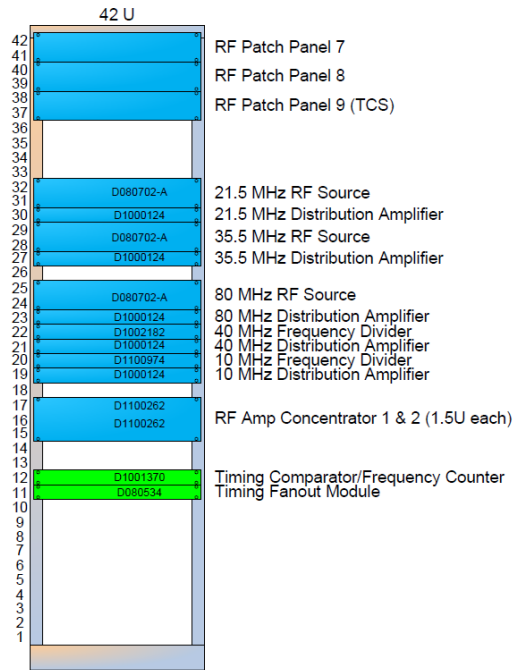 42 U
42
41
40
39
38
37
36
35
34
33
32
31
30
29
28
27
26
25
24
23
22
21
20
19
18
17
16
15
14
13
12
11
10
9
8
7
6
5
4
3
2
1
D080702-A
D1000124
D080702-A
D1000124
D080702-A
D1000124
D1002182
D1000124
D1100974
D1000124
D1100262
D1100262
D1001370
D080534
RF Patch Panel 7
RF Patch Panel 8
RF Patch Panel 9 (TCS)
21.5 MHz RF Source
21.5 MHz Distribution Amplifier
35.5 MHz RF Source
35.5 MHz Distribution Amplifier
80 MHz RF Source
80 MHz Distribution Amplifier
40 MHz Frequency Divider
40 MHz Distribution Amplifier
10 MHz Frequency Divider
10 MHz Distribution Amplifier
RF Amp Concentrator 1 & 2 (1.5U each)
Timing Comparator/Frequency Counter
Timing Fanout Module